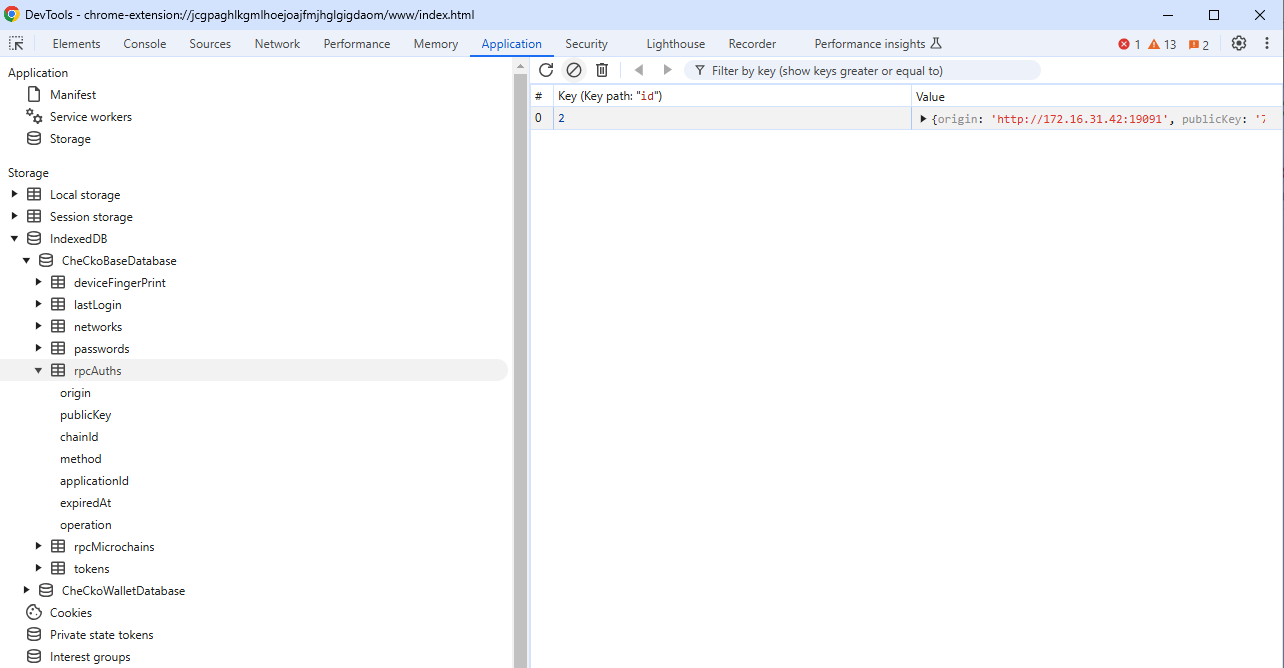 DevTools - chrome-extension://jcgpaghlkgmlhoejoajfmjhglgigdaom/www/index.html
Elements Console Sources Network Performance Memory Application Security Lighthouse Recorder Performance insights 1 13 2
Application
Manifest
Service workers
Storage
Storage
Local storage
Session storage
IndexedDB
CheCkoBaseDatabase
deviceFingerPrint
lastLogin
networks
passwords
rpcAuths
origin
publicKey
chainId
method
applicationId
expiredAt
operation
rpcMicrochains
tokens
CheCkoWalletDatabase
Cookies
Private state tokens
Interest groups
Filter by key (show keys greater or equal to)
# Key (Key path: "id") Value
0 2 {origin: 'http://172.16.31.42:19091', publicKey: '7